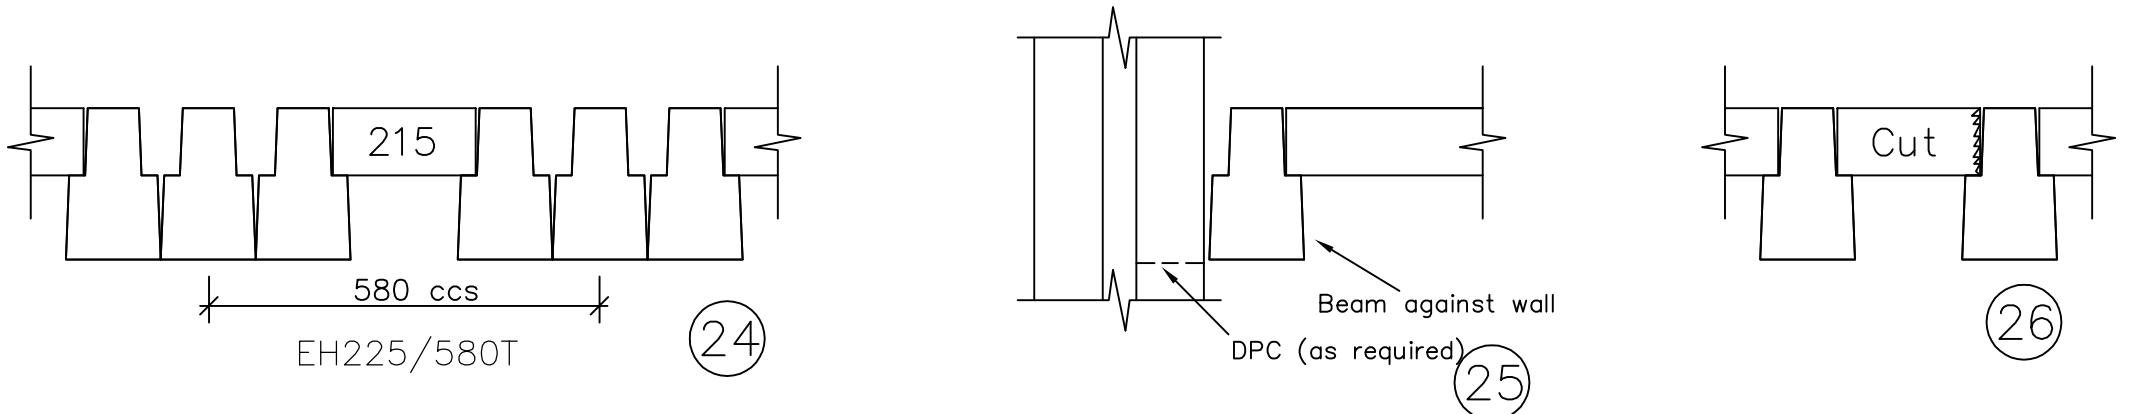 215
580 ccs
EH225/580T
24
Beam against wall
DPC (as required)
25
Cut
26